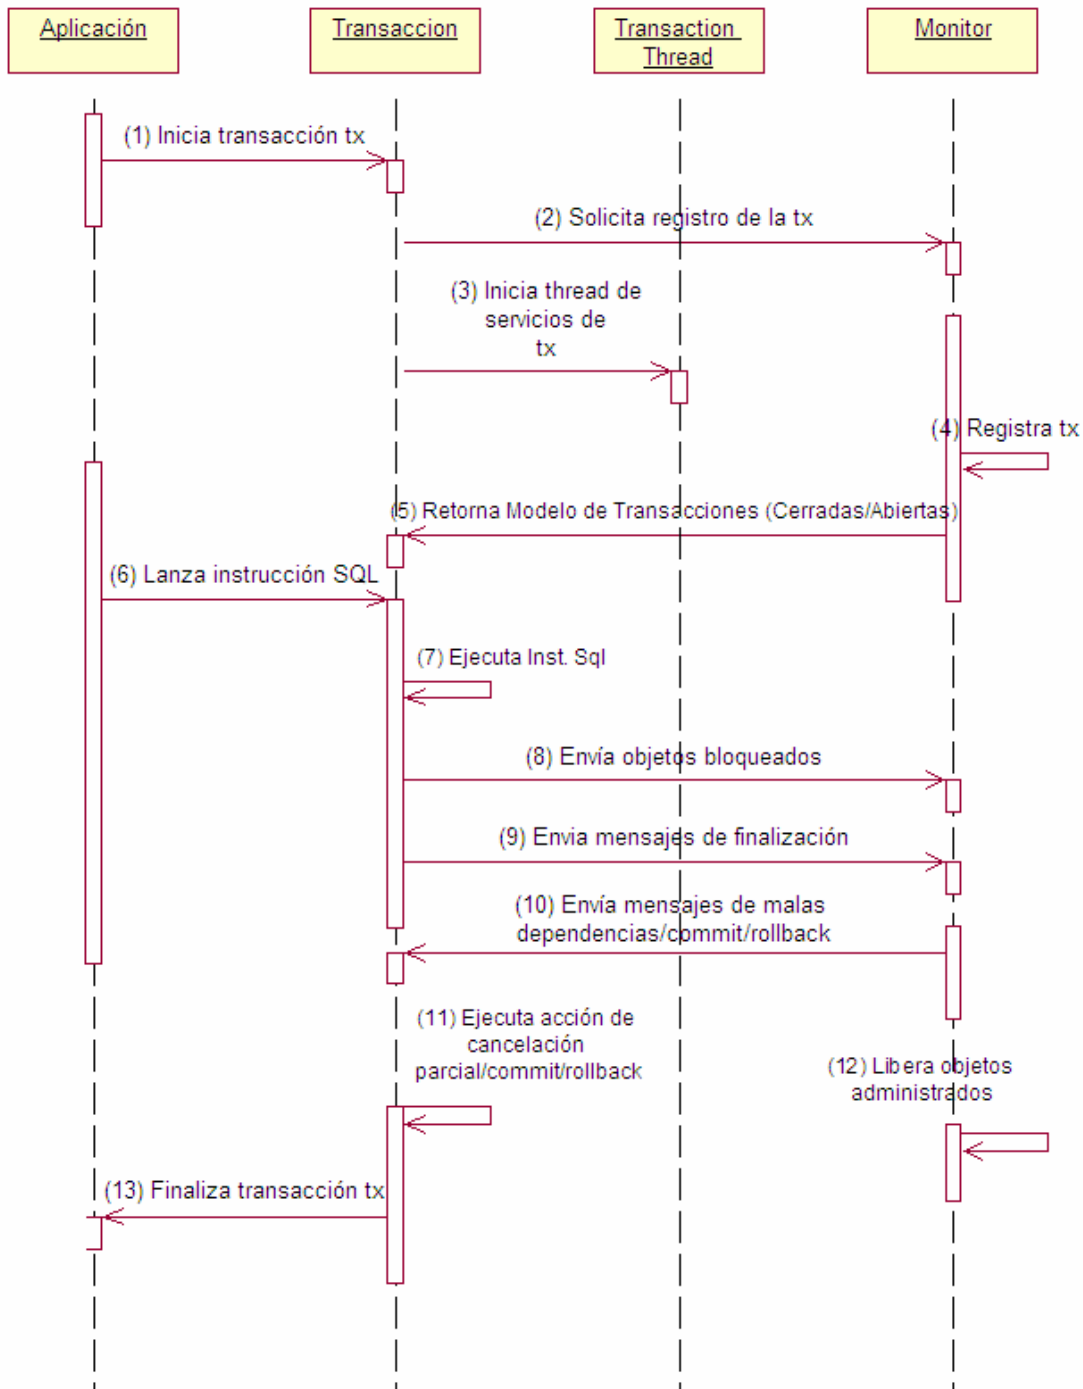 Aplicación
Transaccion
Transaction
Thread
Monitor
(1) Inicia transacción tx
(2) Solicita registro de la tx
(3) Inicia thread de
servicios de
tx
(4) Registra tx
(5) Retorna Modelo de Transacciones (Cerradas/Abiertas)
(6) Lanza instrucción SQL
(7) Ejecuta Inst. Sql
(8) Envía objetos bloqueados
(9) Envia mensajes de finalización
(10) Envía mensajes de malas
dependencias/commit/rollback
(11) Ejecuta acción de
cancelación
parcial/commit/rollback
(12) Libera objetos
administrados
(13) Finaliza transacción tx